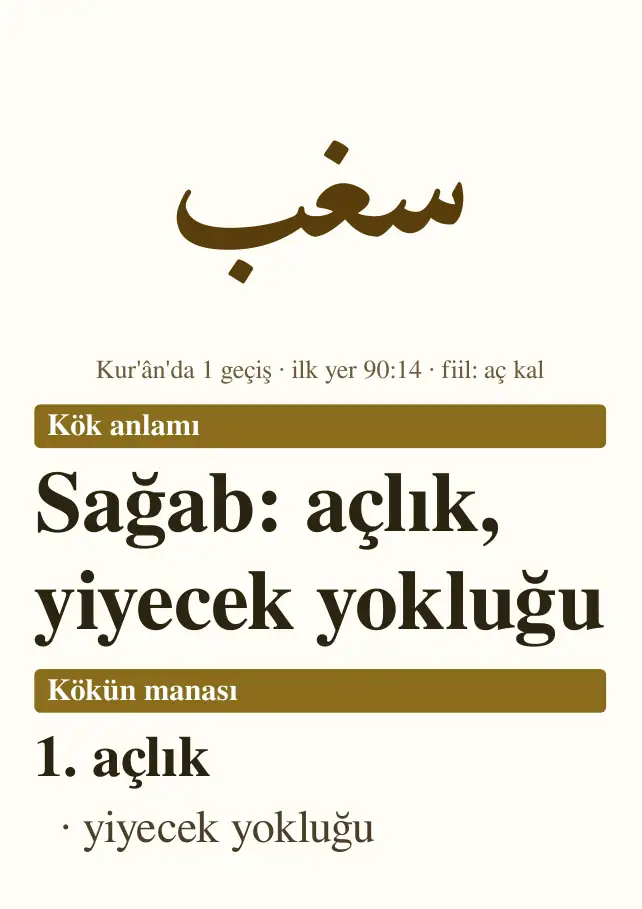 سغب
Kur'ân'da 1 geçiş · ilk yer 90:14 · fiil: aç kal
Kök anlamı
Sağab: açlık,
yiyecek yokluğu
Kökün manası
1. açlık
· yiyecek yokluğu